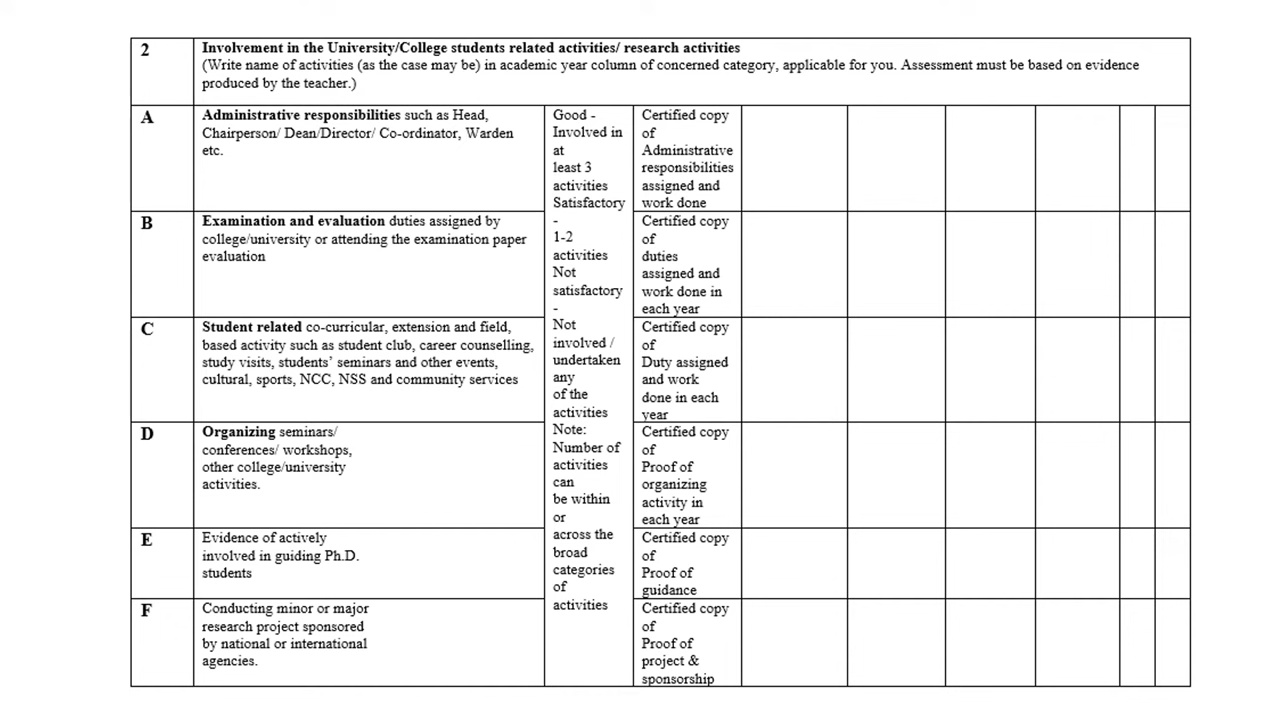 2
Involvement in the University/College students related activities/ research activities
(Write name of activities (as the case may be) in academic year column of concerned category, applicable for you. Assessment must be based on evidence
produced by the teacher.)
A
Administrative responsibilities such as Head,
Chairperson/ Dean/Director/ Co-ordinator, Warden
etc.
Good -
Involved in
at
least 3
activities
Satisfactory
-
1-2
activities
Not
satisfactory
-
Not
involved /
undertaken
any
of the
activities
Note:
Number of
activities
can
be within
or
across the
broad
categories
of
activities
Certified copy
of
Administrative
responsibilities
assigned and
work done
B
Examination and evaluation duties assigned by
college/university or attending the examination paper
evaluation
Certified copy
of
duties
assigned and
work done in
each year
C
Student related co-curricular, extension and field,
based activity such as student club, career counselling,
study visits, students’ seminars and other events,
cultural, sports, NCC, NSS and community services
Certified copy
of
Duty assigned
and work
done in each
year
D
Organizing seminars/
conferences/ workshops,
other college/university
activities.
Certified copy
of
Proof of
organizing
activity in
each year
E
Evidence of actively
involved in guiding Ph.D.
students
Certified copy
of
Proof of
guidance
F
Conducting minor or major
research project sponsored
by national or international
agencies.
Certified copy
of
Proof of
project &
sponsorship